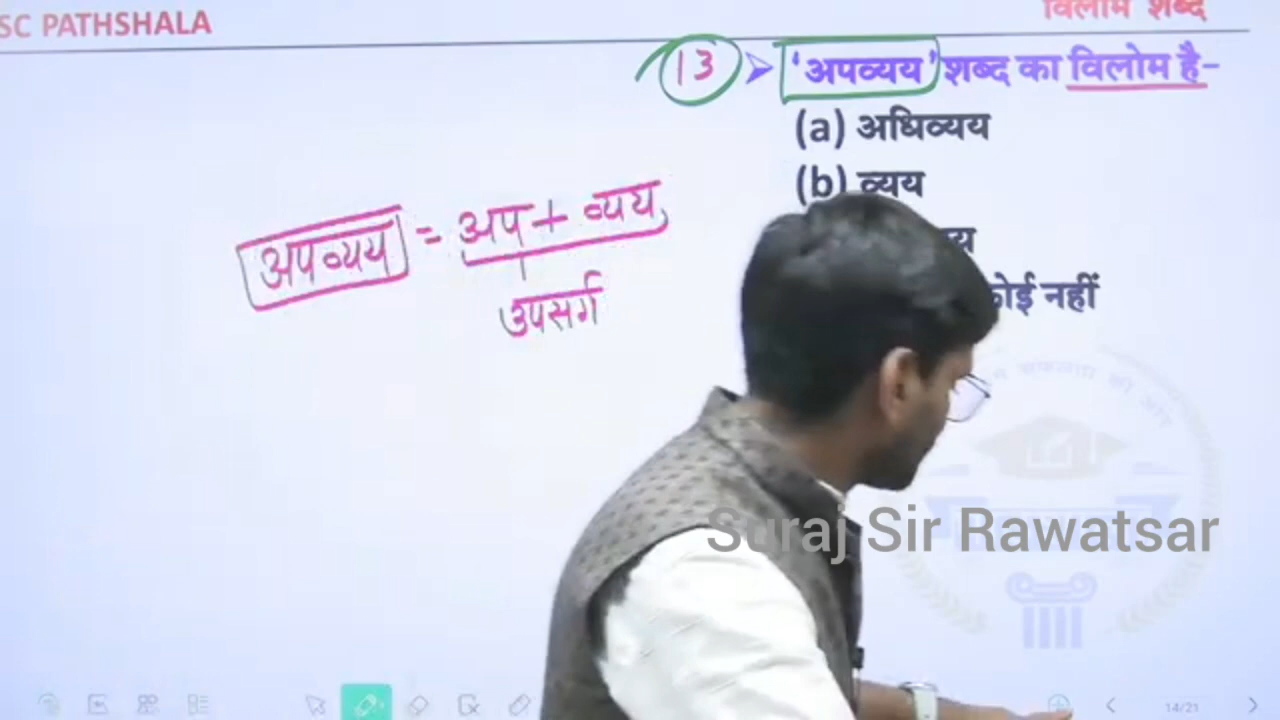 SC PATHSHALA
विलोम शब्द
13 ➢ 'अपव्यय' शब्द का विलोम है-
(a) अधिव्यय
(b) व्यय
कोई नहीं
अपव्यय = अप + व्यय
उपसर्ग
Suraj Sir Rawatsar
14/21